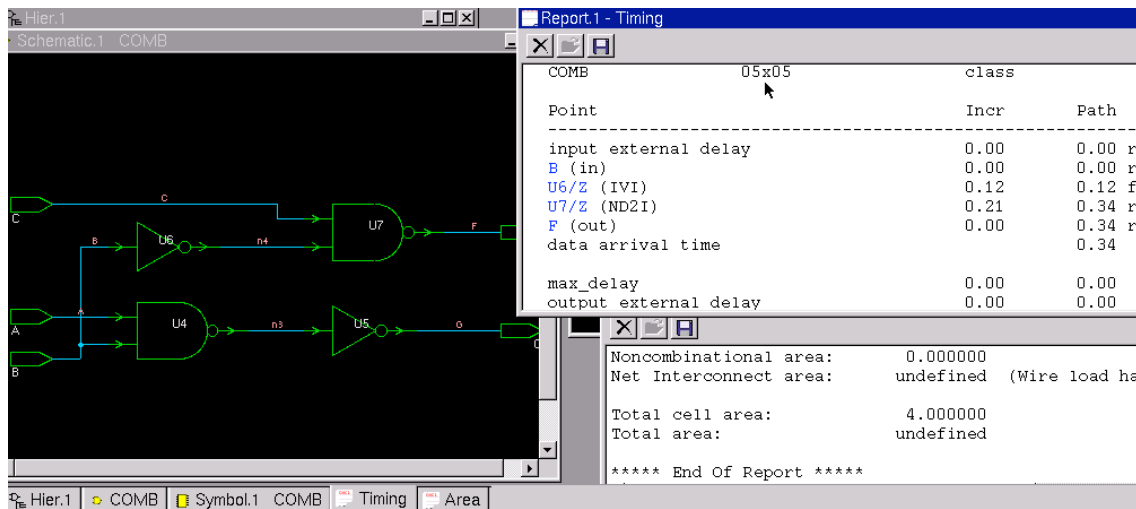 Hier.1
Schematic.1 COMB
C
C
B
U6
n4
U7
F
A
A
B
U4
n3
U5
G
Report.1 - Timing
COMB 05x05 class
Point Incr Path
input external delay 0.00 0.00 r
B (in) 0.00 0.00 r
U6/Z (IVI) 0.12 0.12 f
U7/Z (ND2I) 0.21 0.34 r
F (out) 0.00 0.34 r
data arrival time 0.34
max_delay 0.00 0.00
output external delay 0.00 0.00
Noncombinational area: 0.000000
Net Interconnect area: undefined (Wire load ha
Total cell area: 4.000000
Total area: undefined
***** End Of Report *****
Hier.1 COMB Symbol.1 COMB Timing Area